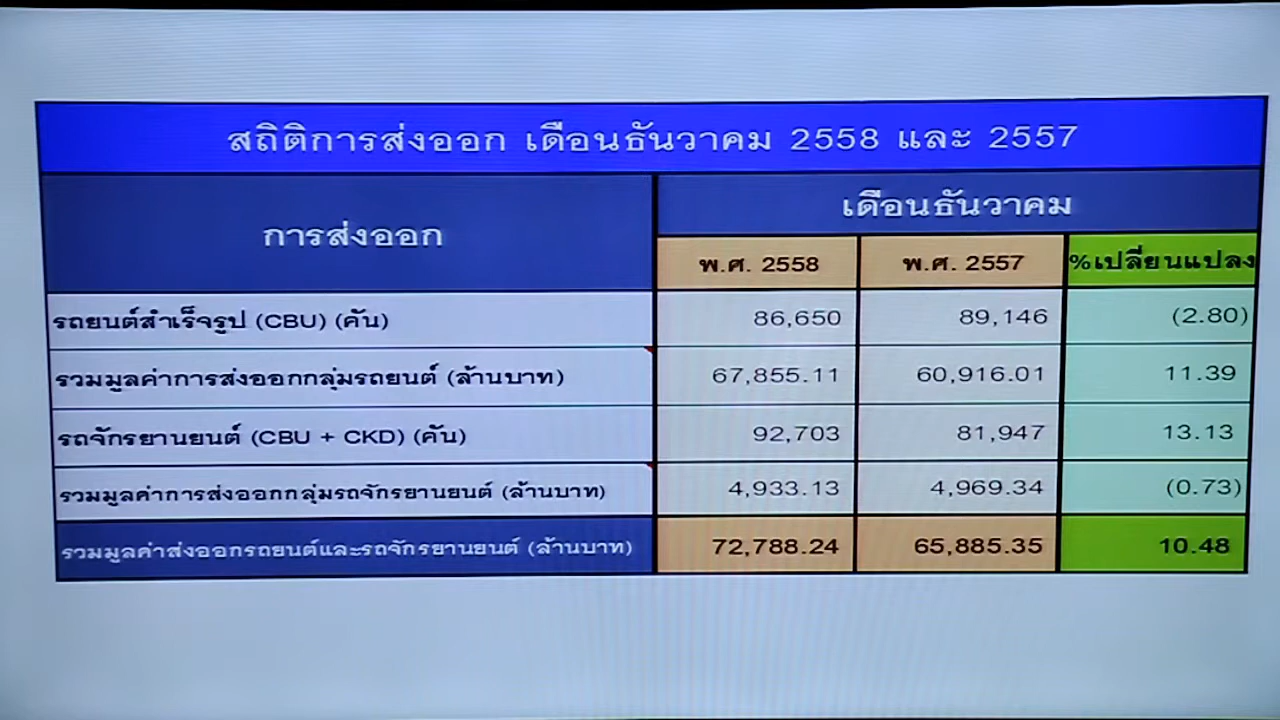 สถิติการส่งออก เดือนธันวาคม 2558 และ 2557
การส่งออก
เดือนธันวาคม
พ.ศ. 2558 พ.ศ. 2557 %เปลี่ยนแปลง
รถยนต์สำเร็จรูป (CBU) (คัน) 86,650 89,146 (2.80)
รวมมูลค่าการส่งออกกลุ่มรถยนต์ (ล้านบาท) 67,855.11 60,916.01 11.39
รถจักรยานยนต์ (CBU + CKD) (คัน) 92,703 81,947 13.13
รวมมูลค่าการส่งออกกลุ่มรถจักรยานยนต์ (ล้านบาท) 4,933.13 4,969.34 (0.73)
รวมมูลค่าส่งออกรถยนต์และรถจักรยานยนต์ (ล้านบาท) 72,788.24 65,885.35 10.48